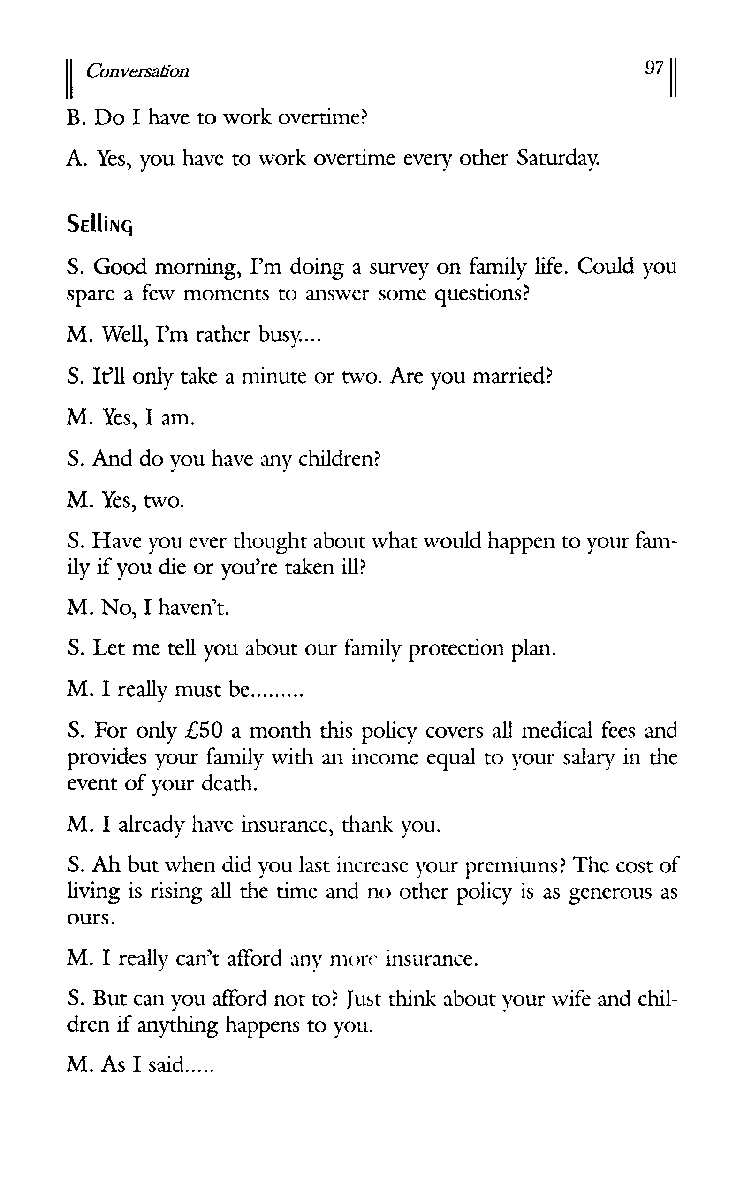 Conversation 97
B. Do I have to work overtime?
A. Yes, you have to work overtime every other Saturday.
Selling
S. Good morning, I'm doing a survey on family life. Could you
spare a few moments to answer some questions?
M. Well, I'm rather busy....
S. It'll only take a minute or two. Are you married?
M. Yes, I am.
S. And do you have any children?
M. Yes, two.
S. Have you ever thought about what would happen to your fam-
ily if you die or you're taken ill?
M. No, I haven't.
S. Let me tell you about our family protection plan.
M. I really must be.........
S. For only £50 a month this policy covers all medical fees and
provides your family with an income equal to your salary in the
event of your death.
M. I already have insurance, thank you.
S. Ah but when did you last increase your premiums? The cost of
living is rising all the time and no other policy is as generous as
ours.
M. I really can't afford any more insurance.
S. But can you afford not to? Just think about your wife and chil-
dren if anything happens to you.
M. As I said.....